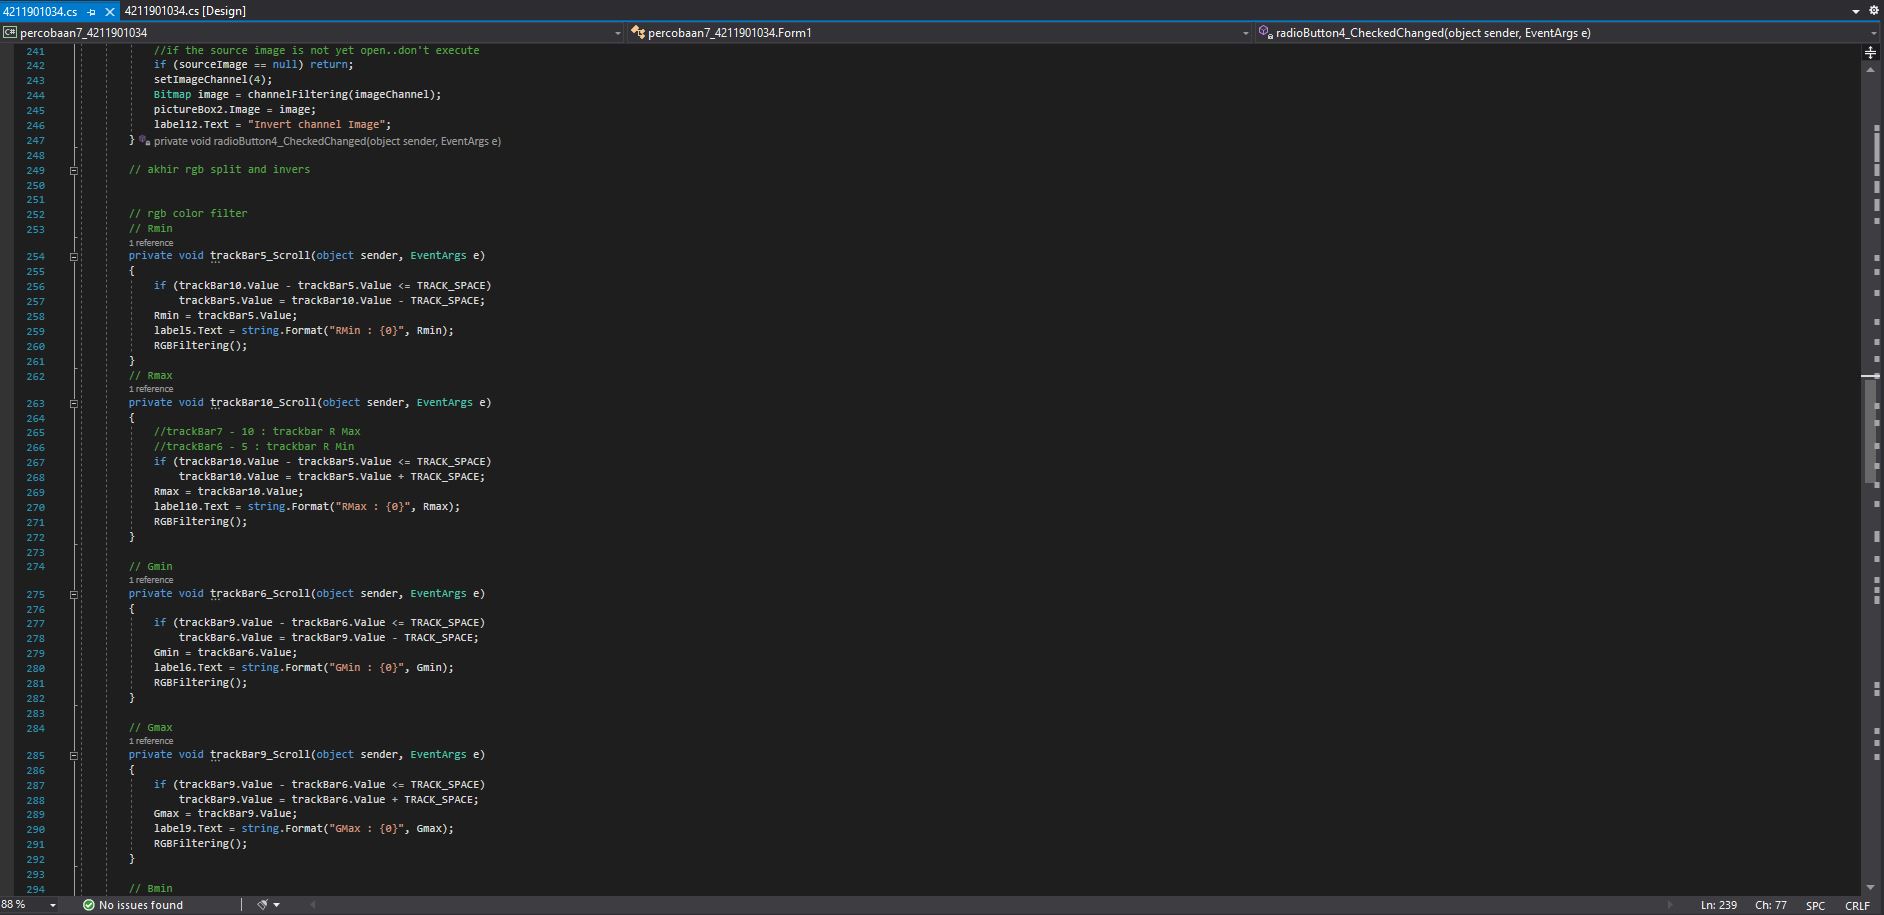 4211901034.cs
4211901034.cs [Design]
C# percobaan7_4211901034
percobaan7_4211901034.Form1
radioButton4_CheckedChanged(object sender, EventArgs e)
241 //if the source image is not yet open..don't execute
242 if (sourceImage == null) return;
243 setImageChannel(4);
244 Bitmap image = channelFiltering(imageChannel);
245 pictureBox2.Image = image;
246 label12.Text = "Invert channel Image";
247 } private void radioButton4_CheckedChanged(object sender, EventArgs e)
248
249 // akhir rgb split and invers
250
251
252 // rgb color filter
253 // Rmin
1 reference
254 private void trackBar5_Scroll(object sender, EventArgs e)
255 {
256 if (trackBar10.Value - trackBar5.Value <= TRACK_SPACE)
257 trackBar5.Value = trackBar10.Value - TRACK_SPACE;
258 Rmin = trackBar5.Value;
259 label5.Text = string.Format("RMin : {0}", Rmin);
260 RGBFiltering();
261 }
262 // Rmax
1 reference
263 private void trackBar10_Scroll(object sender, EventArgs e)
264 {
265 //trackBar7 - 10 : trackbar R Max
266 //trackBar6 - 5 : trackbar R Min
267 if (trackBar10.Value - trackBar5.Value <= TRACK_SPACE)
268 trackBar10.Value = trackBar5.Value + TRACK_SPACE;
269 Rmax = trackBar10.Value;
270 label10.Text = string.Format("RMax : {0}", Rmax);
271 RGBFiltering();
272 }
273
274 // Gmin
1 reference
275 private void trackBar6_Scroll(object sender, EventArgs e)
276 {
277 if (trackBar9.Value - trackBar6.Value <= TRACK_SPACE)
278 trackBar6.Value = trackBar9.Value - TRACK_SPACE;
279 Gmin = trackBar6.Value;
280 label6.Text = string.Format("GMin : {0}", Gmin);
281 RGBFiltering();
282 }
283
284 // Gmax
1 reference
285 private void trackBar9_Scroll(object sender, EventArgs e)
286 {
287 if (trackBar9.Value - trackBar6.Value <= TRACK_SPACE)
288 trackBar9.Value = trackBar6.Value + TRACK_SPACE;
289 Gmax = trackBar9.Value;
290 label9.Text = string.Format("GMax : {0}", Gmax);
291 RGBFiltering();
292 }
293
294 // Bmin
88 %
No issues found
Ln: 239 Ch: 77 SPC CRLF